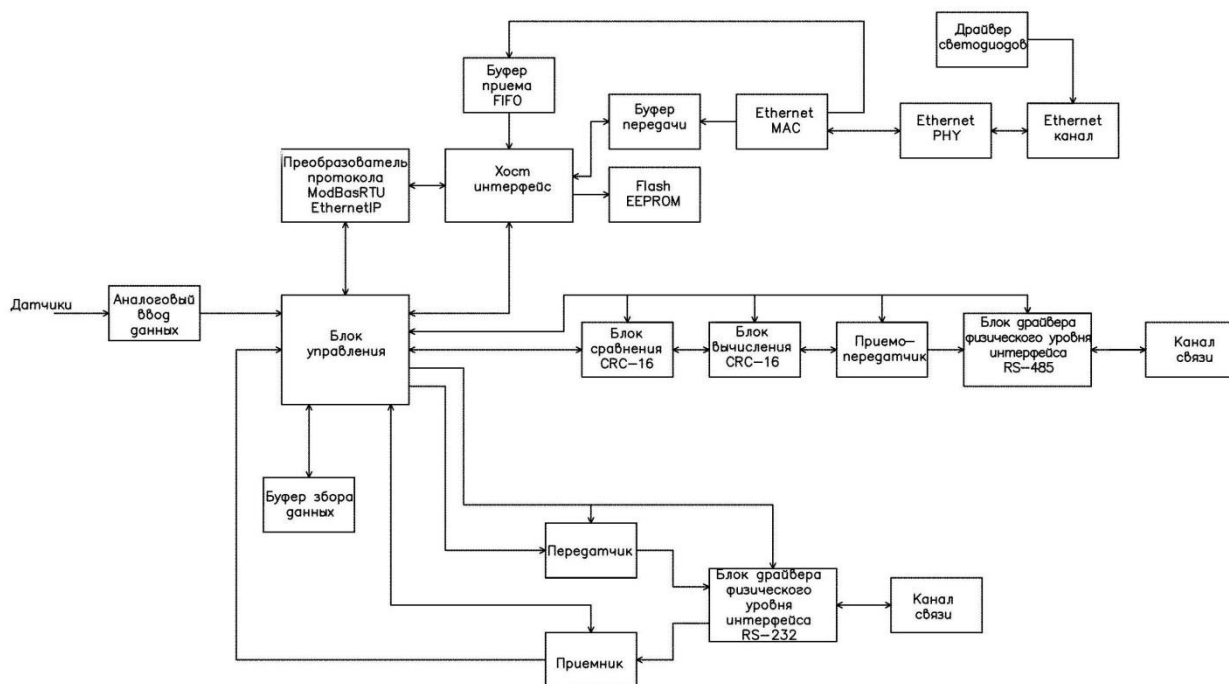 Драйвер
светодиодов
Буфер
приема
FIFO
Буфер
передачи
Ethernet
MAC
Ethernet
PHY
Ethernet
канал
Преобразователь
протокола
ModBasRTU
EthernetIP
Хост
интерфейс
Flash
EEPROM
Датчики
Аналоговый
ввод
данных
Блок
управления
Блок
сравнения
CRC-16
Блок
вычисления
CRC-16
Приемо-
передатчик
Блок драйвера
физического уровня
интерфейса
RS-485
Канал
связи
Буфер збора
данных
Передатчик
Блок драйвера
физического
уровня
интерфейса
RS-232
Канал
связи
Приемник